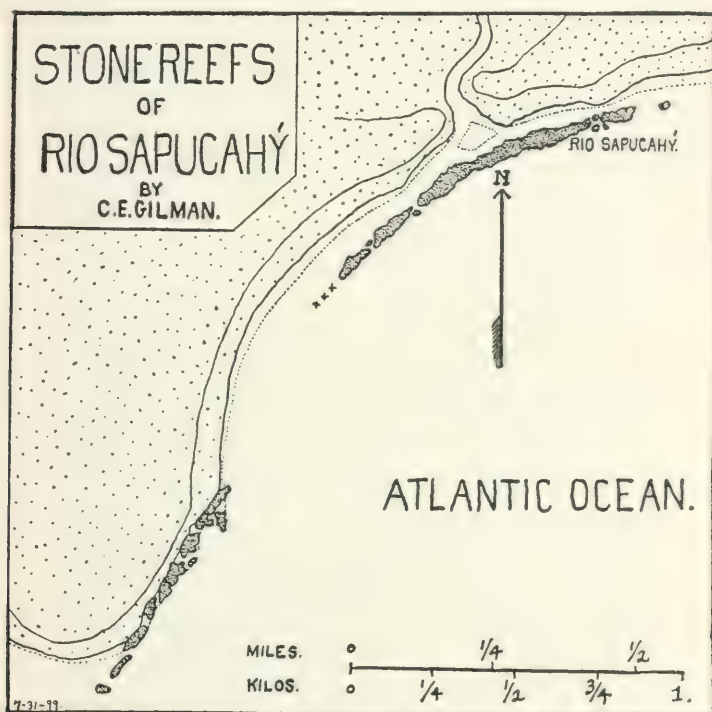 STONE REEFS
OF
RIO SAPUCAHÝ
BY
C.E.GILMAN.
RIO SAPUCAHÝ.
N
ATLANTIC OCEAN.
MILES. 0 1/4 1/2
KILOS. 0 1/4 1/2 3/4 1.
7-31-99.